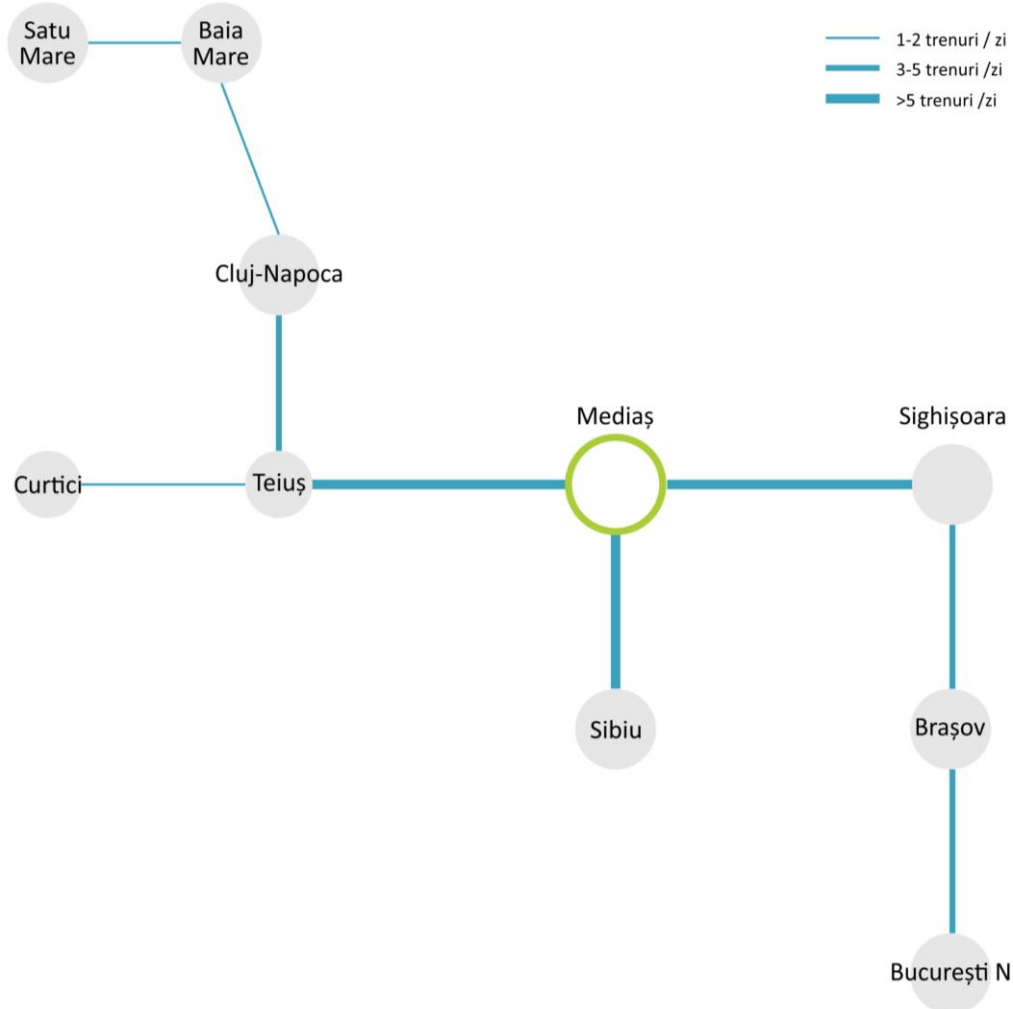 Satu
Mare
Baia
Mare
1-2 trenuri / zi
3-5 trenuri /zi
>5 trenuri /zi
Cluj-Napoca
Mediaș
Sighișoara
Curtici
Teiuș
Sibiu
Brașov
București N